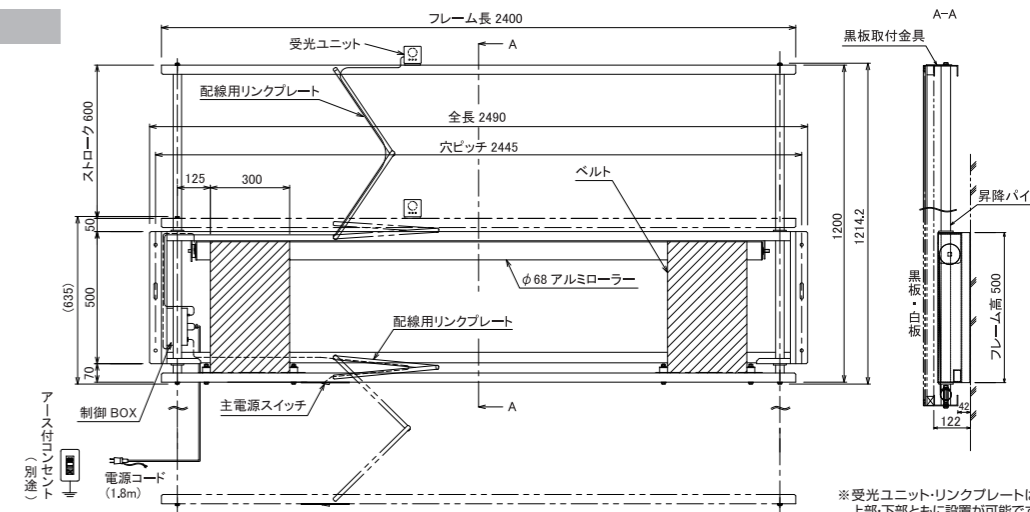 フレーム長 2400
A
A-A
受光ユニット
黒板取付金具
配線用リンクプレート
ストローク 600
全長 2490
穴ピッチ 2445
125
300
ベルト
昇降パイ
50
1200
1214.2
φ68 アルミローラー
(635)
500
黒板・白板
フレーム高 500
配線用リンクプレート
70
主電源スイッチ
A
42
122
制御 BOX
アース付コンセント
(別途)
電源コード
(1.8m)
※受光ユニット・リンクプレートは
上部・下部ともに設置が可能です